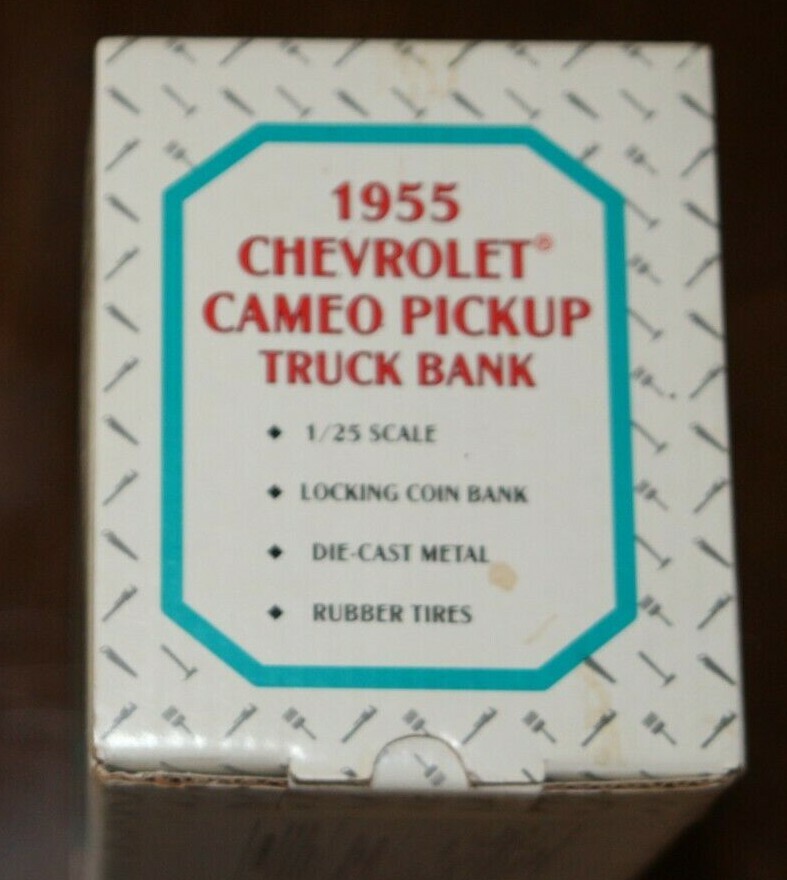 1955
CHEVROLET®
CAMEO PICKUP
TRUCK BANK
◆ 1/25 SCALE
◆ LOCKING COIN BANK
◆ DIE-CAST METAL
◆ RUBBER TIRES